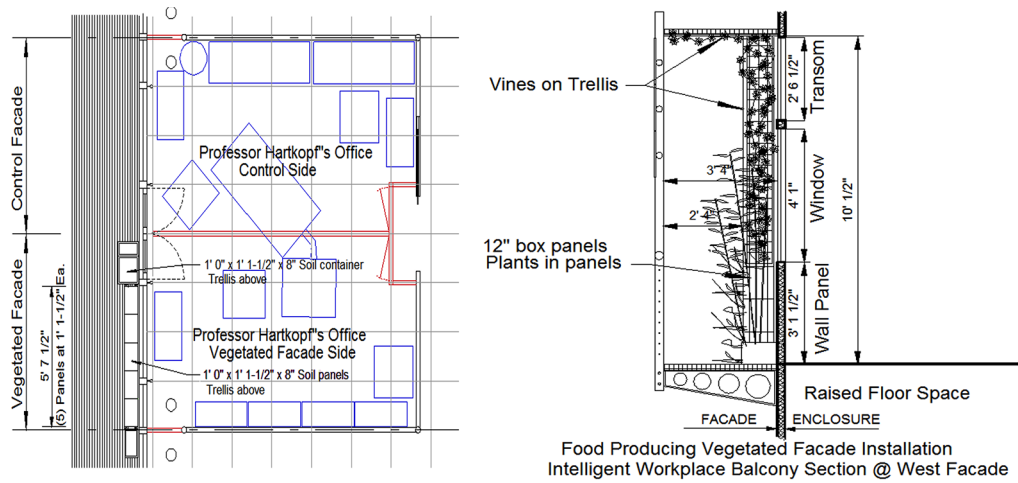 Control Facade
Vegetated Facade
5' 7 1/2"
(5) Panels at 1' 1-1/2" Ea.
Professor Hartkopf"s Office
Control Side
1' 0" x 1' 1-1/2" x 8" Soil container
Trellis above
Professor Hartkopf"s Office
Vegetated Facade Side
1' 0" x 1' 1-1/2" x 8" Soil panels
Trellis above
Vines on Trellis
12" box panels
Plants in panels
3' 4"
2' 4"
2' 6 1/2"
Transom
4' 1"
Window
3' 1 1/2"
Wall Panel
10' 1/2"
Raised Floor Space
FACADE
ENCLOSURE
Food Producing Vegetated Facade Installation
Intelligent Workplace Balcony Section @ West Facade